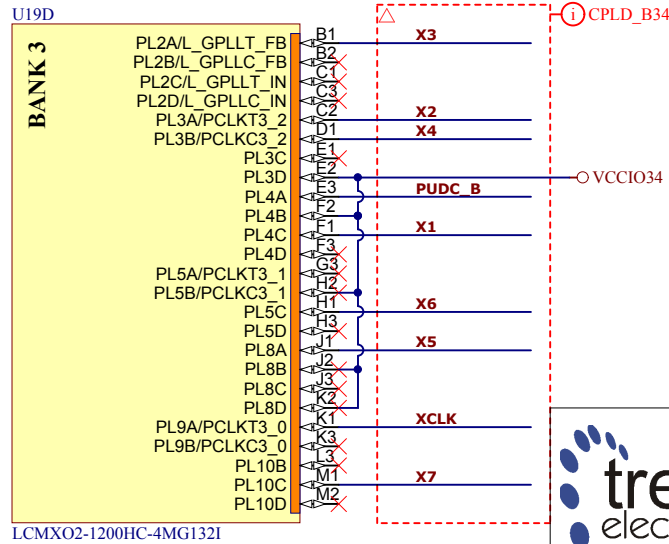 U19D
CPLD_B34
BANK 3
PL2A/L_GPLLT_FB B1 X3
PL2B/L_GPLLC_FB B2
PL2C/L_GPLLT_IN C1
PL2D/L_GPLLC_IN C3
PL3A/PCLKT3_2 C2 X2
PL3B/PCLKC3_2 D1 X4
PL3C E1
PL3D E2 VCCIO34
PL4A E3 PUDC_B
PL4B F2
PL4C F1 X1
PL4D F3
PL5A/PCLKT3_1 G3
PL5B/PCLKC3_1 H2
PL5C H1 X6
PL5D H3
PL8A J1 X5
PL8B J2
PL8C J3
PL8D K2
PL9A/PCLKT3_0 K1 XCLK
PL9B/PCLKC3_0 K3
PL10B L3
PL10C M1 X7
PL10D M2
LCMXO2-1200HC-4MG132I
tre
elec